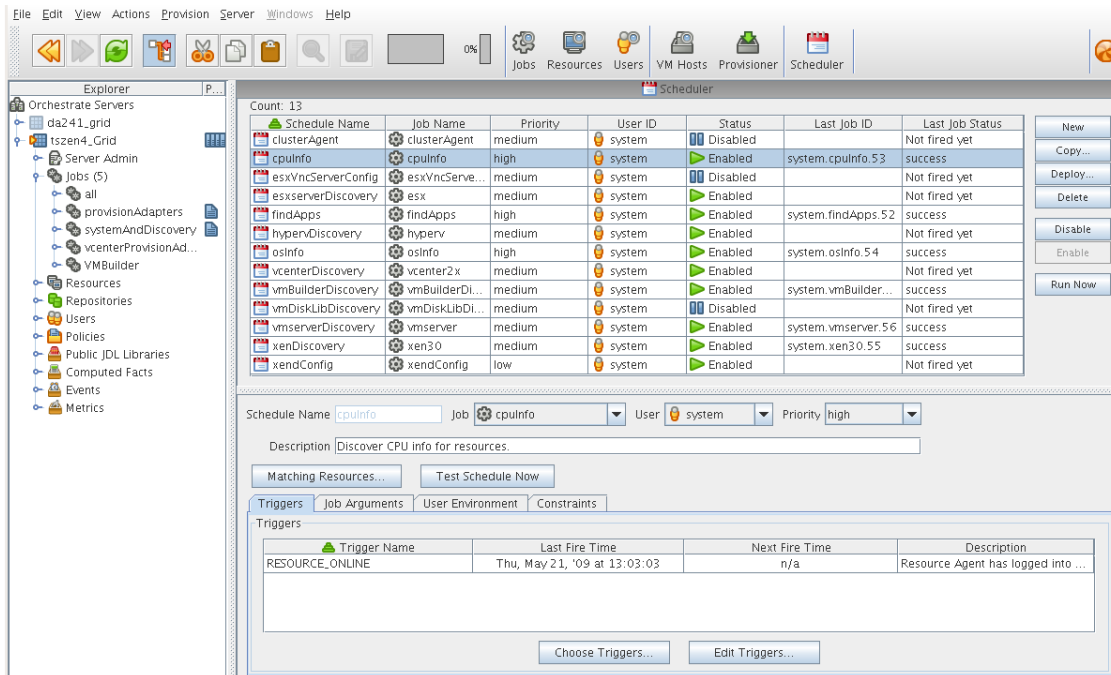 File Edit View Actions Provision Server Windows Help
0%
Jobs Resources Users VM Hosts Provisioner Scheduler
Explorer P...
Orchestrate Servers
da241_grid
tszen4_Grid
Server Admin
Jobs (5)
all
provisionAdapters
systemAndDiscovery
vcenterProvisionAd...
VMBuilder
Resources
Repositories
Users
Policies
Public JDL Libraries
Computed Facts
Events
Metrics
Scheduler
Count: 13
Schedule Name Job Name Priority User ID Status Last Job ID Last Job Status
clusterAgent clusterAgent medium system Disabled Not fired yet
cpuInfo cpuInfo high system Enabled system.cpuInfo.53 success
esxVncServerConfig esxVncServe... medium system Disabled Not fired yet
esxserverDiscovery esx medium system Enabled Not fired yet
findApps findApps high system Enabled system.findApps.52 success
hypervDiscovery hyperv medium system Enabled Not fired yet
osInfo osInfo high system Enabled system.osInfo.54 success
vcenterDiscovery vcenter2x medium system Enabled Not fired yet
vmBuilderDiscovery vmBuilderDi... medium system Enabled system.vmBuilder... success
vmDiskLibDiscovery vmDiskLibDi... medium system Disabled Not fired yet
vmserverDiscovery vmserver medium system Enabled system.vmserver.56 success
xenDiscovery xen30 medium system Enabled system.xen30.55 success
xendConfig xendConfig low system Enabled Not fired yet
New
Copy...
Deploy...
Delete
Disable
Enable
Run Now
Schedule Name cpuInfo Job cpuInfo User system Priority high
Description Discover CPU info for resources.
Matching Resources... Test Schedule Now
Triggers Job Arguments User Environment Constraints
Triggers
Trigger Name Last Fire Time Next Fire Time Description
RESOURCE_ONLINE Thu, May 21, '09 at 13:03:03 n/a Resource Agent has logged into ...
Choose Triggers... Edit Triggers...